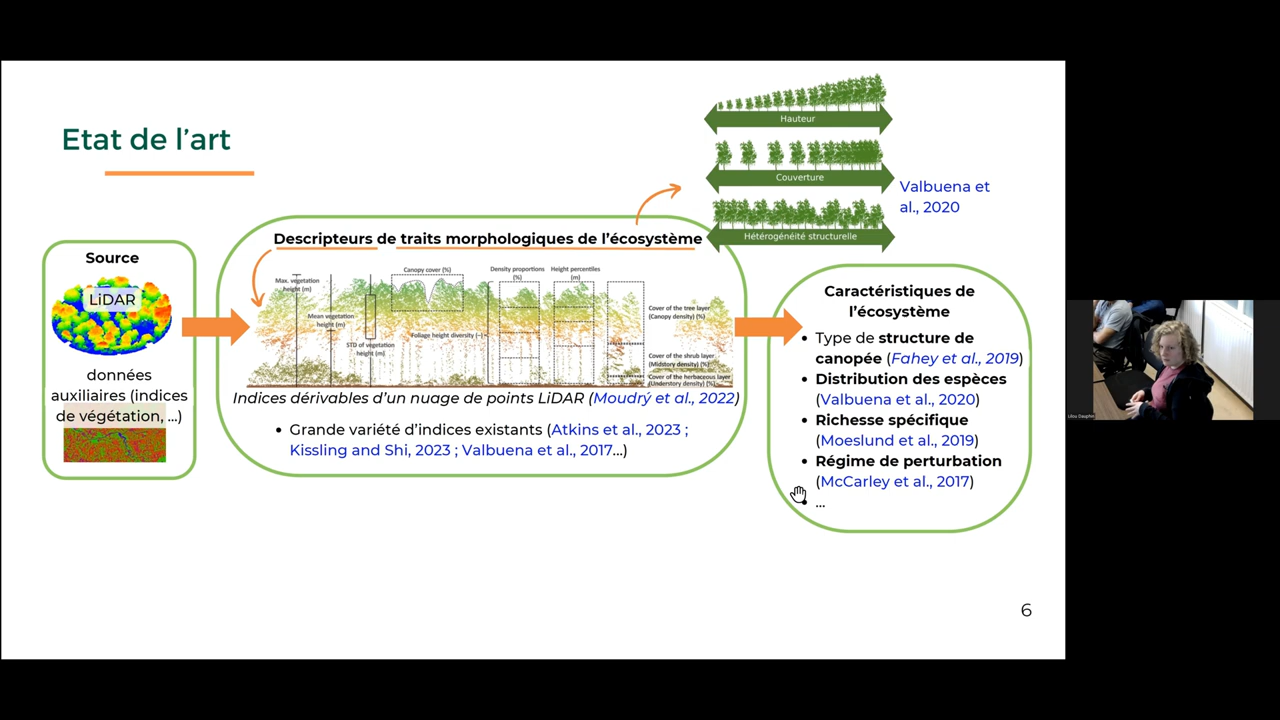 Etat de l'art
Hauteur
Couverture
Hétérogénéité structurelle
Valbuena et
al., 2020
Source
LiDAR
données
auxiliaires (indices
de végétation, ...)
Descripteurs de traits morphologiques de l'écosystème
Max. vegetation
height (m)
Mean vegetation
height (m)
STD of vegetation
height (m)
Canopy cover (%)
Foliage height diversity (–)
Density proportions
(%)
Height percentiles
(m)
Cover of the tree layer
(Canopy density) (%)
Cover of the shrub layer
(Midstory density) (%)
Cover of the herbaceous layer
(Understory density) (%)
Indices dérivables d'un nuage de points LiDAR (Moudrý et al., 2022)
• Grande variété d'indices existants (Atkins et al., 2023 ;
Kissling and Shi, 2023 ; Valbuena et al., 2017...)
Caractéristiques de
l'écosystème
• Type de structure de
canopée (Fahey et al., 2019)
• Distribution des espèces
(Valbuena et al., 2020)
• Richesse spécifique
(Moeslund et al., 2019)
• Régime de perturbation
(McCarley et al., 2017)
• ...
6
Lilou Dauphin